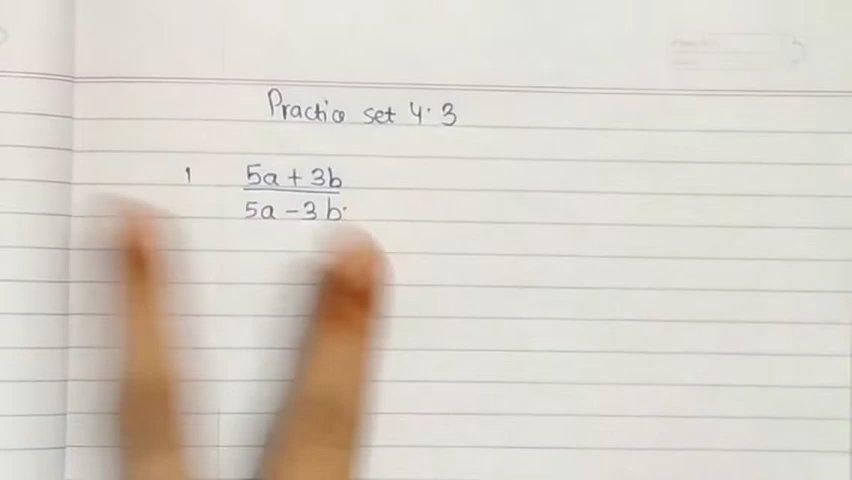 Practice set 4.3
1 5a + 3b
5a - 3b